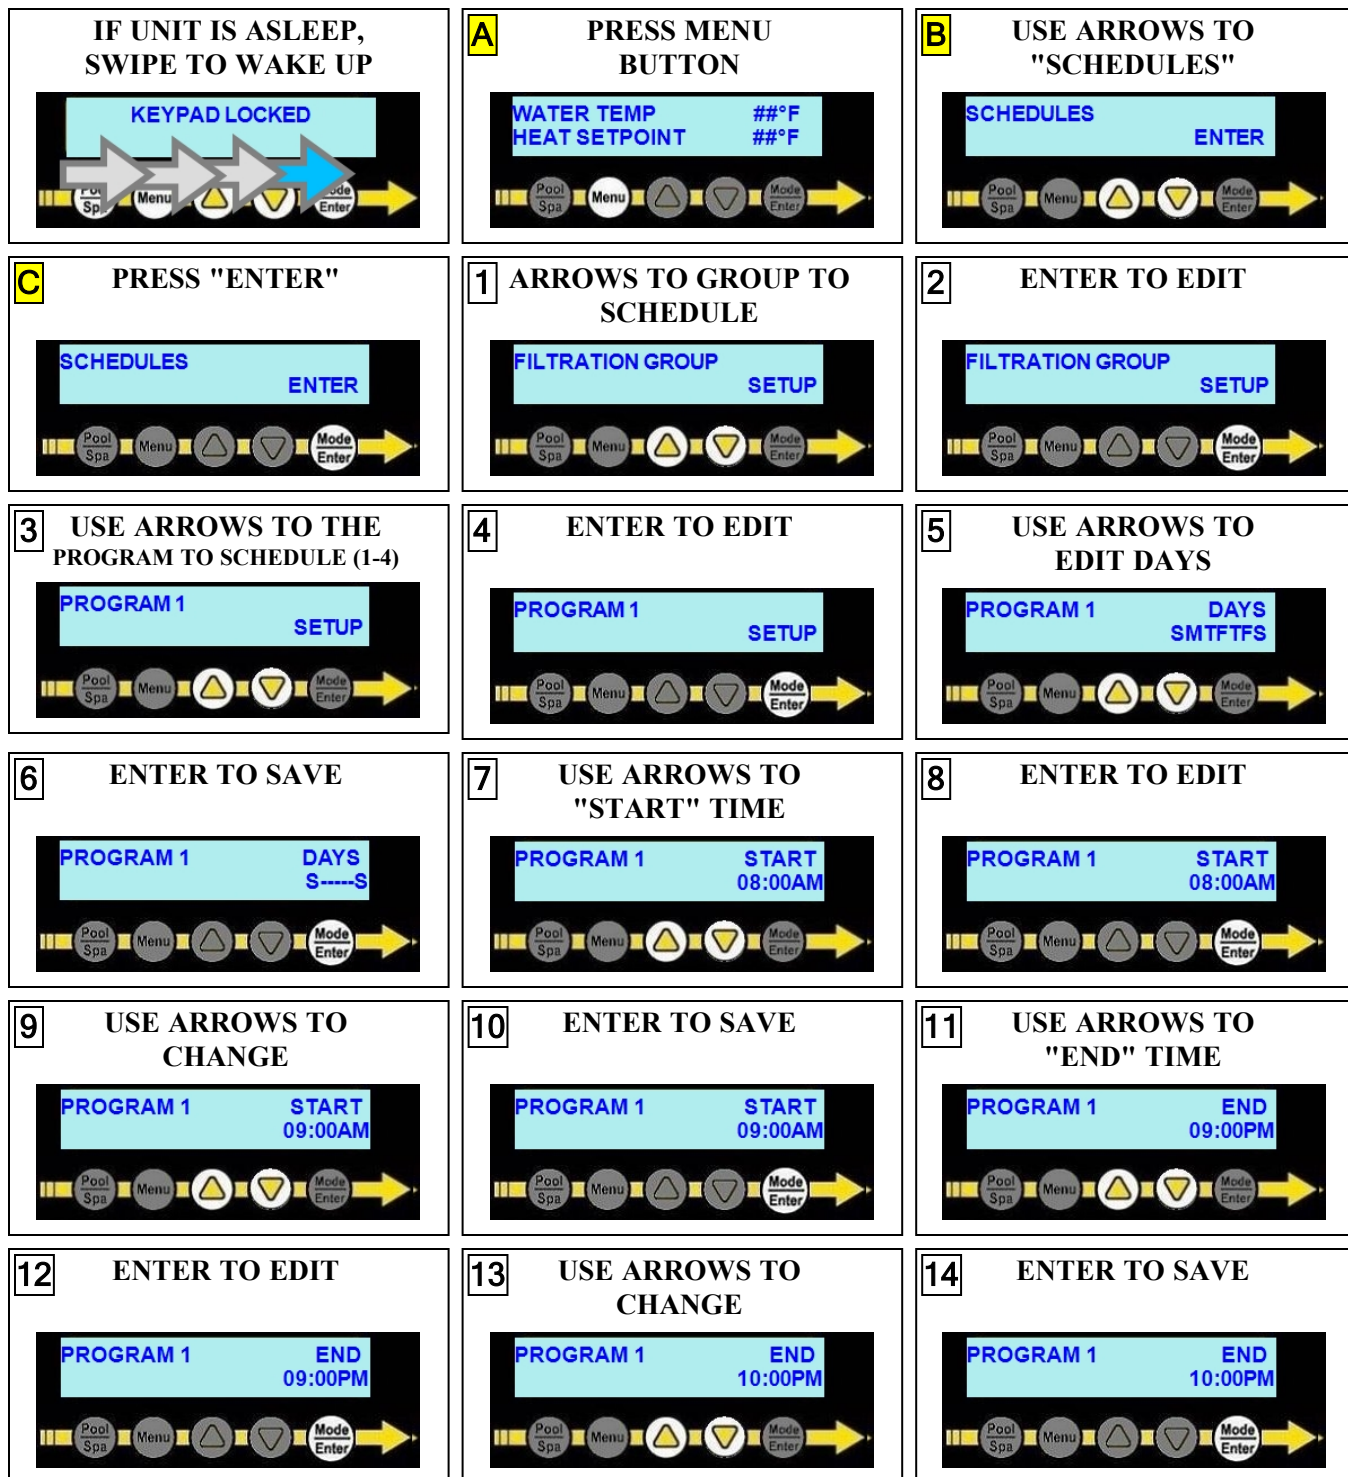 IF UNIT IS ASLEEP,
SWIPE TO WAKE UP
KEYPAD LOCKED
Pool
Spa
Menu
Mode
Enter
A
PRESS MENU
BUTTON
WATER TEMP ##°F
HEAT SETPOINT ##°F
Pool
Spa
Menu
Mode
Enter
B
USE ARROWS TO
"SCHEDULES"
SCHEDULES
ENTER
Pool
Spa
Menu
Mode
Enter
C
PRESS "ENTER"
SCHEDULES
ENTER
Pool
Spa
Menu
Mode
Enter
1
ARROWS TO GROUP TO
SCHEDULE
FILTRATION GROUP
SETUP
Pool
Spa
Menu
Mode
Enter
2
ENTER TO EDIT
FILTRATION GROUP
SETUP
Pool
Spa
Menu
Mode
Enter
3
USE ARROWS TO THE
PROGRAM TO SCHEDULE (1-4)
PROGRAM 1
SETUP
Pool
Spa
Menu
Mode
Enter
4
ENTER TO EDIT
PROGRAM 1
SETUP
Pool
Spa
Menu
Mode
Enter
5
USE ARROWS TO
EDIT DAYS
PROGRAM 1 DAYS
SMTFTFS
Pool
Spa
Menu
Mode
Enter
6
ENTER TO SAVE
PROGRAM 1 DAYS
S-----S
Pool
Spa
Menu
Mode
Enter
7
USE ARROWS TO
"START" TIME
PROGRAM 1 START
08:00AM
Pool
Spa
Menu
Mode
Enter
8
ENTER TO EDIT
PROGRAM 1 START
08:00AM
Pool
Spa
Menu
Mode
Enter
9
USE ARROWS TO
CHANGE
PROGRAM 1 START
09:00AM
Pool
Spa
Menu
Mode
Enter
10
ENTER TO SAVE
PROGRAM 1 START
09:00AM
Pool
Spa
Menu
Mode
Enter
11
USE ARROWS TO
"END" TIME
PROGRAM 1 END
09:00PM
Pool
Spa
Menu
Mode
Enter
12
ENTER TO EDIT
PROGRAM 1 END
09:00PM
Pool
Spa
Menu
Mode
Enter
13
USE ARROWS TO
CHANGE
PROGRAM 1 END
10:00PM
Pool
Spa
Menu
Mode
Enter
14
ENTER TO SAVE
PROGRAM 1 END
10:00PM
Pool
Spa
Menu
Mode
Enter